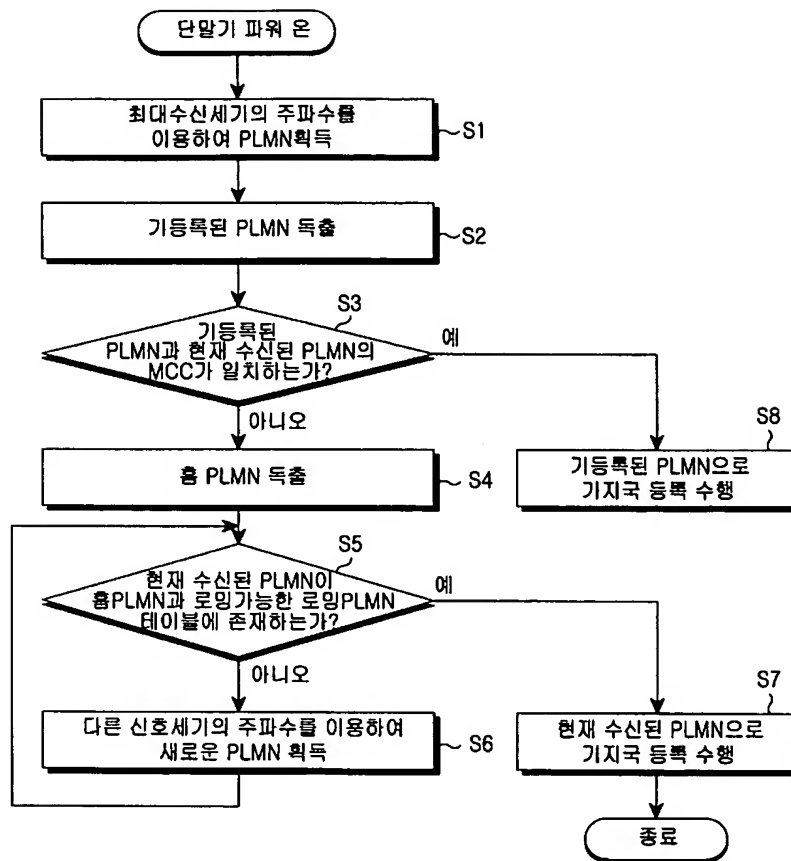 단말기 파워 온
최대수신세기의 주파수를
이용하여 PLMN획득
S1
기등록된 PLMN 독출
S2
S3
기등록된
PLMN과 현재 수신된 PLMN의
MCC가 일치하는가?
예
아니오
S8
홈 PLMN 독출
S4
기등록된 PLMN으로
기지국 등록 수행
S5
현재 수신된 PLMN이
홈PLMN과 로밍가능한 로밍PLMN
테이블에 존재하는가?
예
아니오
S7
다른 신호세기의 주파수를 이용하여
새로운 PLMN 획득
S6
현재 수신된 PLMN으로
기지국 등록 수행
종료